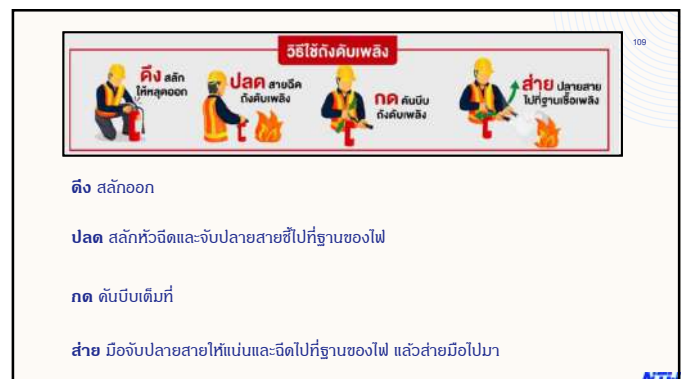 วิธีใช้ถังดับเพลิง
109
ดึง สลัก
ให้หลุดออก
ปลด สายฉีด
ถังดับเพลิง
กด คันบีบ
ถังดับเพลิง
ส่าย ปลายสาย
ไปที่ฐานเชื้อเพลิง
ดึง สลักออก
ปลด สลักหัวฉีดและจับปลายสายชี้ไปที่ฐานของไฟ
กด คันบีบเต็มที่
ส่าย มือจับปลายสายให้แน่นและฉีดไปที่ฐานของไฟ แล้วส่ายมือไปมา